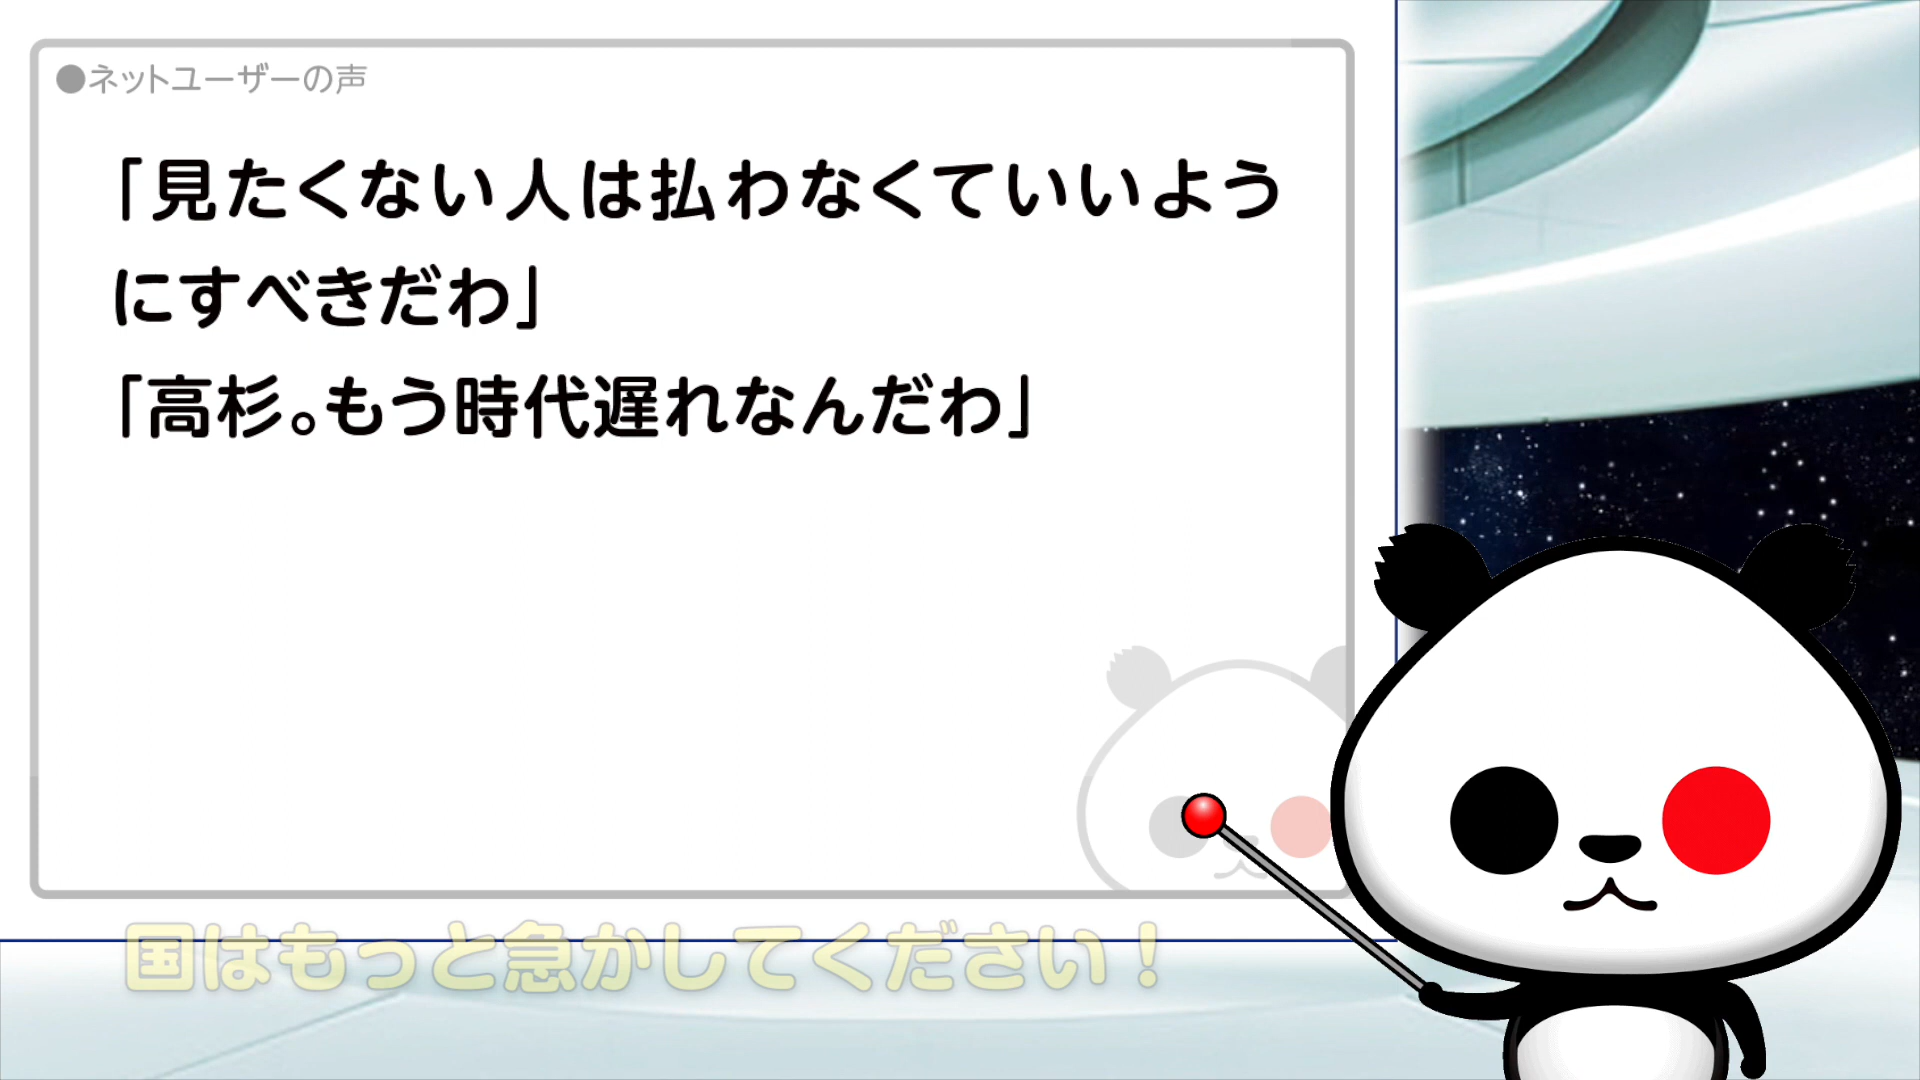 ●ネットユーザーの声
「見たくない人は払わなくていいよう
にすべきだわ」
「高杉。もう時代遅れなんだわ」
国はもっと急かしてください！